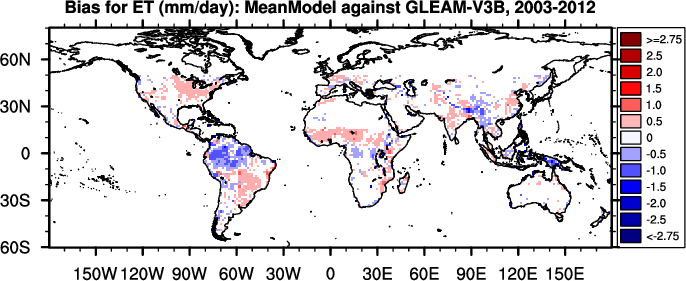 Bias for ET (mm/day): MeanModel against GLEAM-V3B, 2003-2012
60N
30N
0
30S
60S
150W 120W 90W 60W 30W 0 30E 60E 90E 120E 150E
>=2.75
2.5
2.0
1.5
1.0
0.5
0
-0.5
-1.0
-1.5
-2.0
-2.5
<-2.75